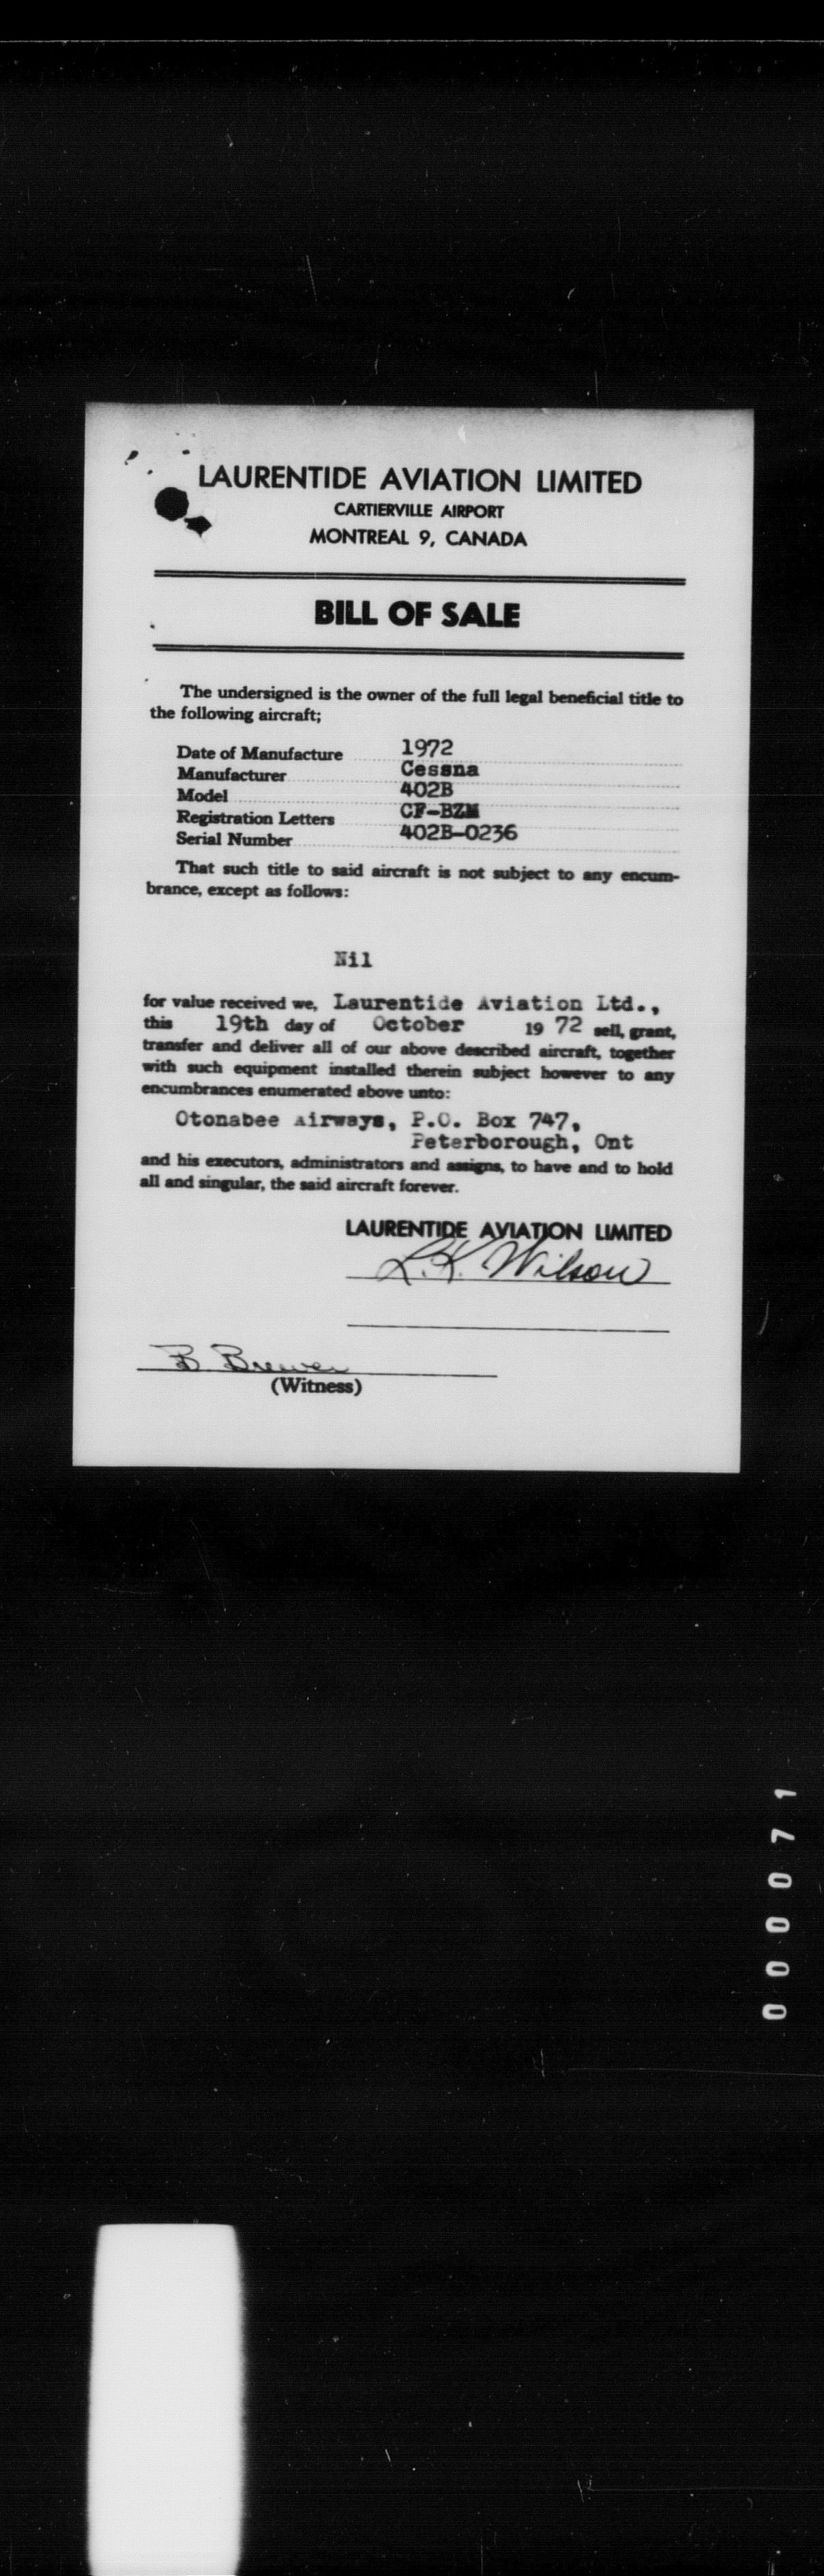 LAURENTIDE AVIATION LIMITED
CARTIERVILLE AIRPORT
MONTREAL 9, CANADA
BILL OF SALE
The undersigned is the owner of the full legal beneficial title to
the following aircraft;
Date of Manufacture 1972
Manufacturer Cessna
Model 402B
Registration Letters CF-BZM
Serial Number 402B-0236
That such title to said aircraft is not subject to any encum-
brance, except as follows:
Nil
for value received we, Laurentide Aviation Ltd.,
this 19th day of October 19 72 sell, grant,
transfer and deliver all of our above described aircraft, together
with such equipment installed therein subject however to any
encumbrances enumerated above unto:
Otonabee Airways, P.O. Box 747,
Peterborough, Ont
and his executors, administrators and assigns, to have and to hold
all and singular, the said aircraft forever.
LAURENTIDE AVIATION LIMITED
L.K. Wilson
B. Brewer
(Witness)
000071